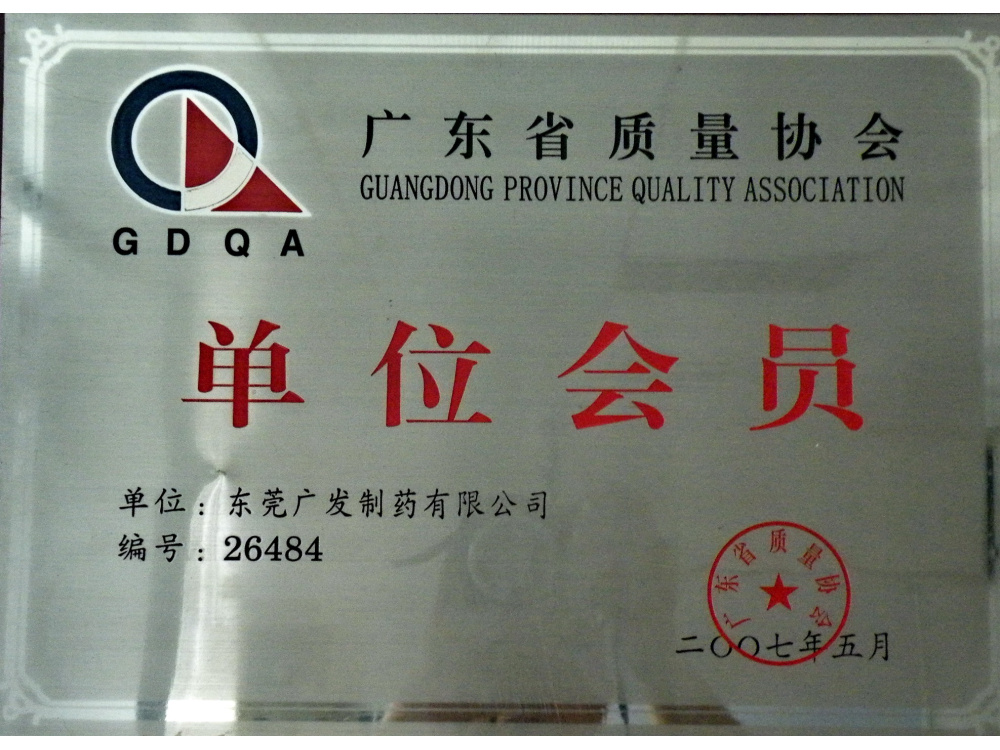 广东省质量协会
GUANGDONG PROVINCE QUALITY ASSOCIATION
GDQA
单位会员
单位：东莞广发制药有限公司
编号：26484
广东省质量协会
二〇〇七年五月